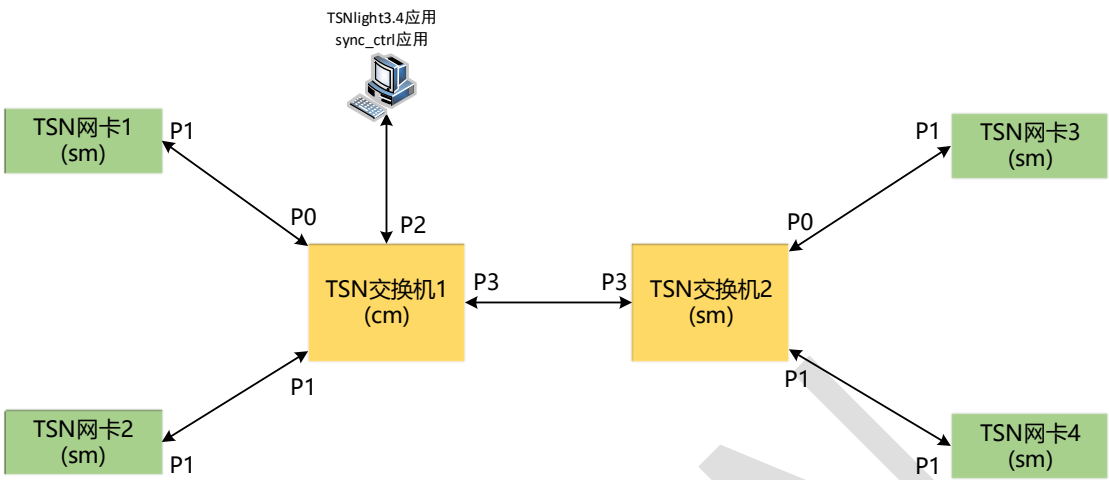 TSNlight3.4应用
sync_ctrl应用
TSN网卡1
(sm)
P1
P1
TSN网卡3
(sm)
P0
P2
P0
TSN交换机1
(cm)
P3
P3
TSN交换机2
(sm)
P1
P1
TSN网卡2
(sm)
P1
P1
TSN网卡4
(sm)